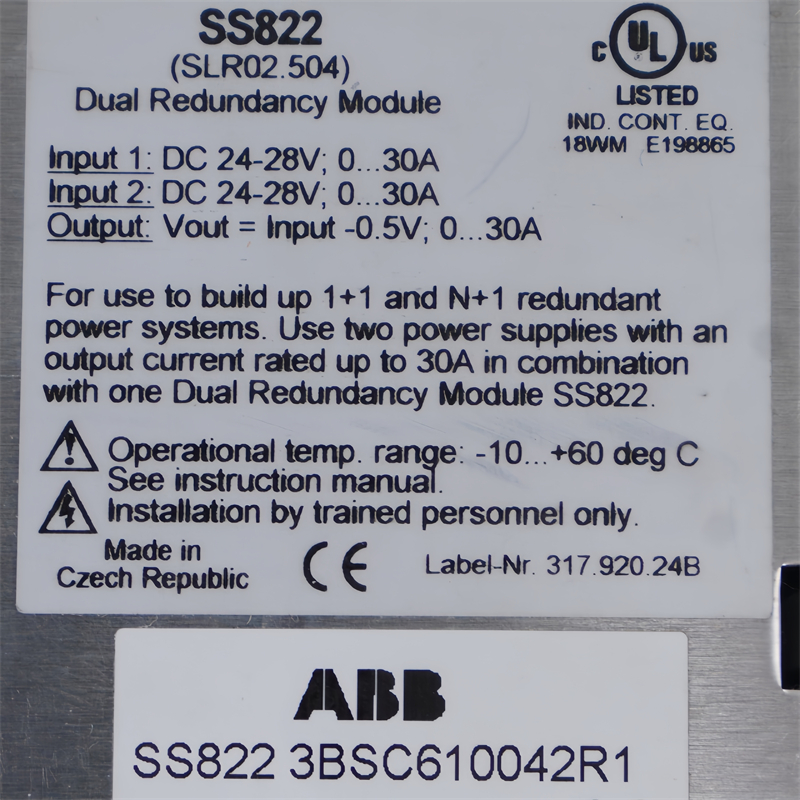 SS822
(SLR02.504)
Dual Redundancy Module
C UL US
LISTED
IND. CONT. EQ.
18WM E198865
Input 1: DC 24-28V; 0...30A
Input 2: DC 24-28V; 0...30A
Output: Vout = Input -0.5V; 0...30A
For use to build up 1+1 and N+1 redundant
power systems. Use two power supplies with an
output current rated up to 30A in combination
with one Dual Redundancy Module SS822.
Operational temp. range: -10...+60 deg C
See instruction manual.
Installation by trained personnel only.
Made in
Czech Republic
CE
Label-Nr. 317.920.24B
ABB
SS822 3BSC610042R1